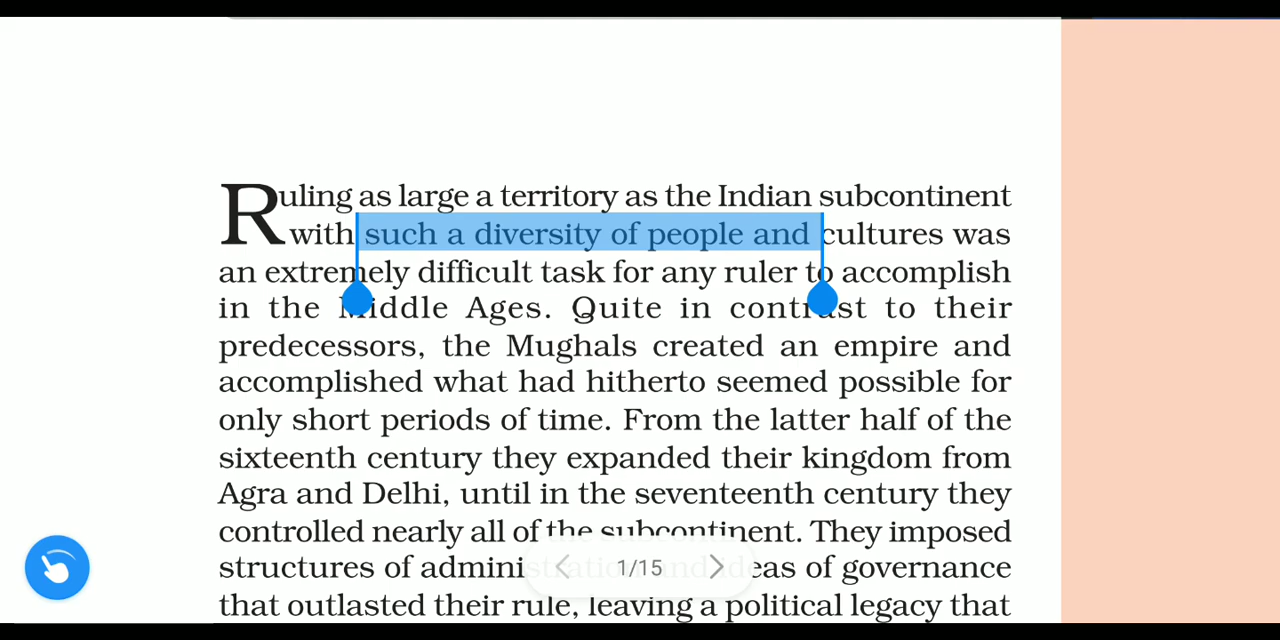 Ruling as large a territory as the Indian subcontinent
with such a diversity of people and cultures was
an extremely difficult task for any ruler to accomplish
in the Middle Ages. Quite in contrast to their
predecessors, the Mughals created an empire and
accomplished what had hitherto seemed possible for
only short periods of time. From the latter half of the
sixteenth century they expanded their kingdom from
Agra and Delhi, until in the seventeenth century they
controlled nearly all of the subcontinent. They imposed
structures of administration and ideas of governance
that outlasted their rule, leaving a political legacy that
1/15